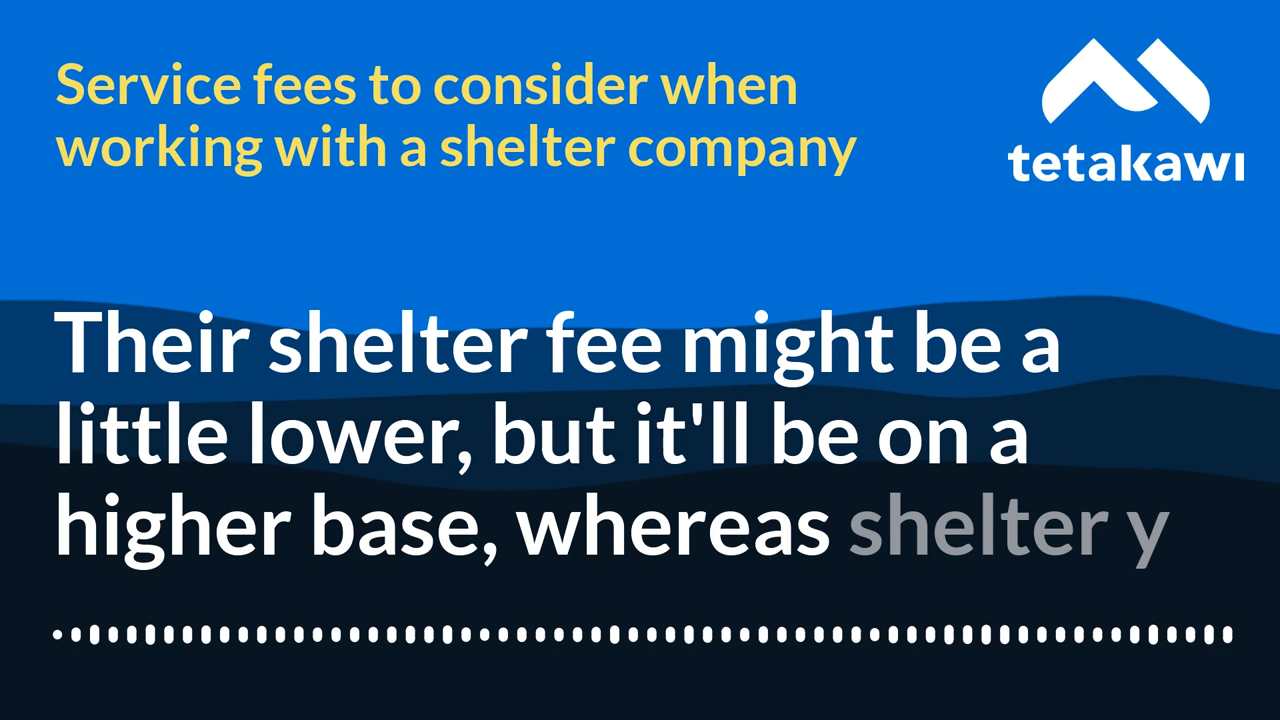 Service fees to consider when
working with a shelter company
tetakawi
Their shelter fee might be a
little lower, but it'll be on a
higher base, whereas shelter y